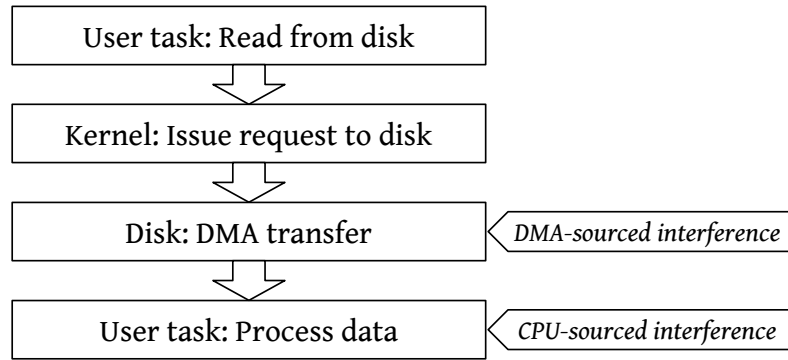 User task: Read from disk
Kernel: Issue request to disk
Disk: DMA transfer
DMA-sourced interference
User task: Process data
CPU-sourced interference